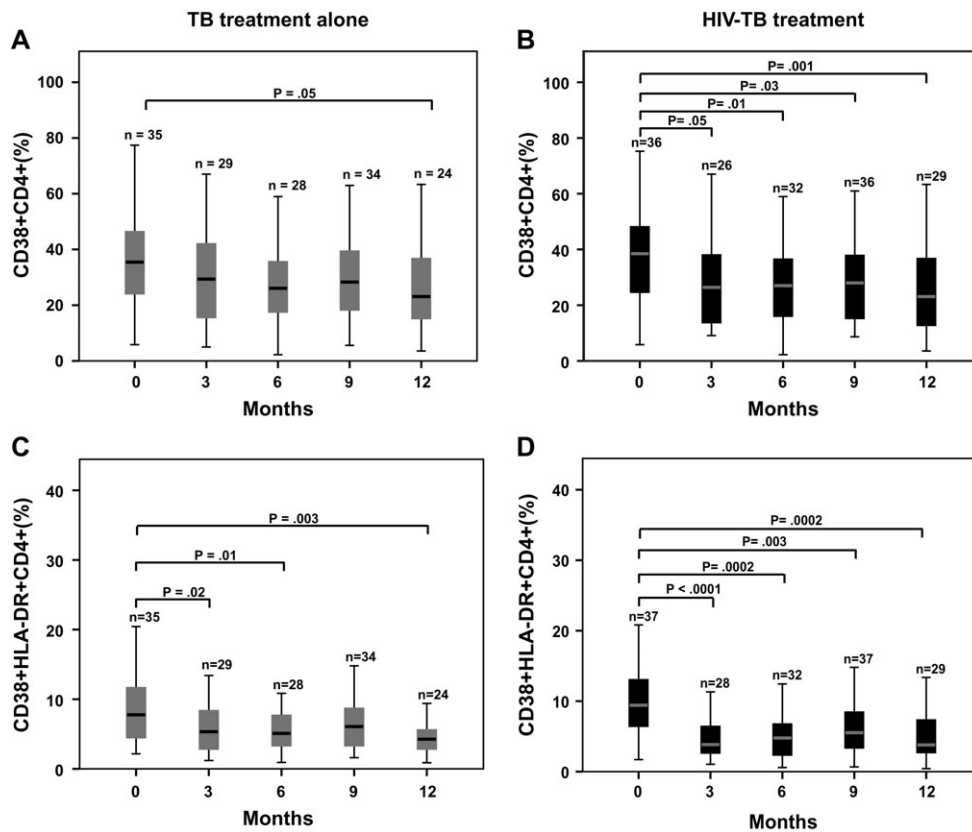 TB treatment alone
HIV-TB treatment
A
CD38+CD4+(%)
100
80
60
40
20
0
P = .05
n = 35
n = 29
n = 28
n = 34
n = 24
0 3 6 9 12
Months
B
CD38+CD4+(%)
100
80
60
40
20
0
P= .001
P= .03
P= .01
P= .05
n=36
n=26
n=32
n=36
n=29
0 3 6 9 12
Months
C
CD38+HLA-DR+CD4+(%)
40
30
20
10
0
P = .003
P = .01
P = .02
n=35
n=29
n=28
n=34
n=24
0 3 6 9 12
Months
D
CD38+HLA-DR+CD4+(%)
40
30
20
10
0
P= .0002
P= .003
P= .0002
P < .0001
n=37
n=28
n=32
n=37
n=29
0 3 6 9 12
Months